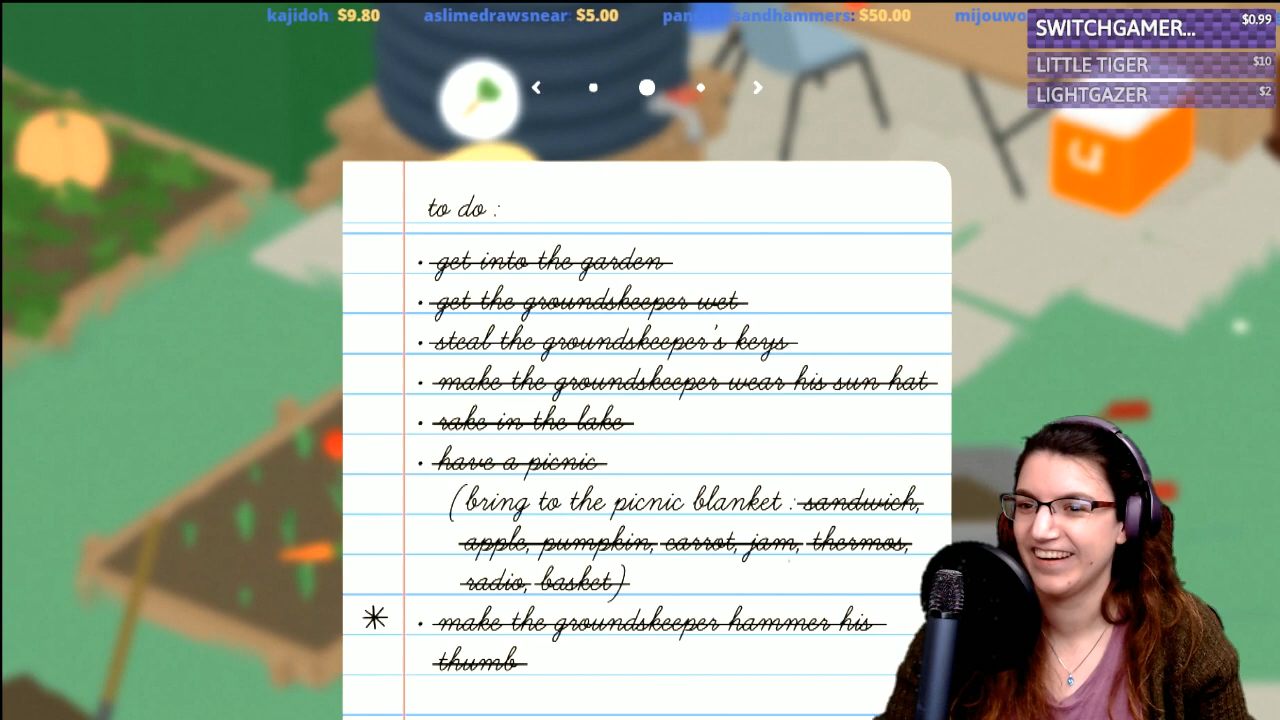 kajidoh: $9.80 aslimedrawsnear: $5.00 $50.00
SWITCHGAMER... $0.99
LITTLE TIGER $10
LIGHTGAZER $2
to do :
• get into the garden
• get the groundskeeper wet
• steal the groundskeeper's keys
• make the groundskeeper wear his sun hat
• rake in the lake
• have a picnic
(bring to the picnic blanket : sandwich,
apple, pumpkin, carrot, jam, thermos,
radio, basket)
• make the groundskeeper hammer his
thumb